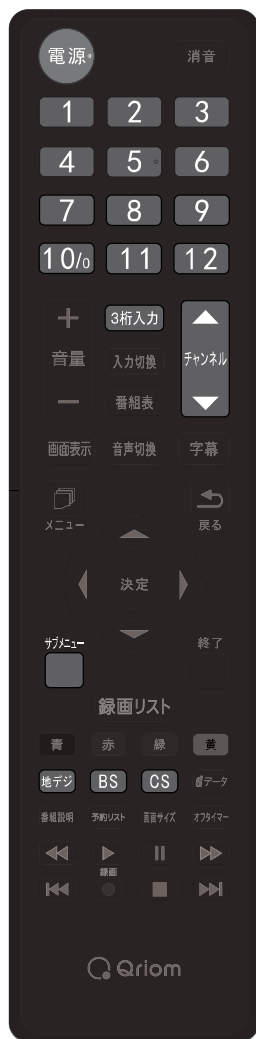 電源 消音
1 2 3
4 5 6
7 8 9
10/0 11 12
+ 3桁入力
音量 入力切換 チャンネル
− 番組表
画面表示 音声切換 字幕
メニュー 戻る
決定
サブメニュー 終了
録画リスト
青 赤 緑 黄
地デジ BS CS dデータ
番組説明 予約リスト 画面サイズ オフタイマー
録画
Qriom